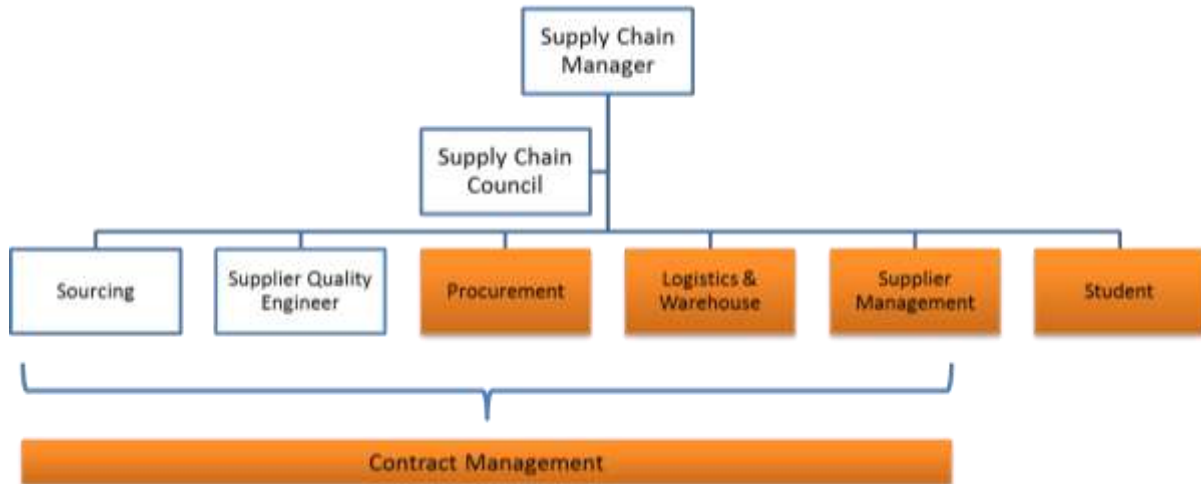 Supply Chain
Manager
Supply Chain
Council
Sourcing
Supplier Quality
Engineer
Procurement
Logistics &
Warehouse
Supplier
Management
Student
Contract Management